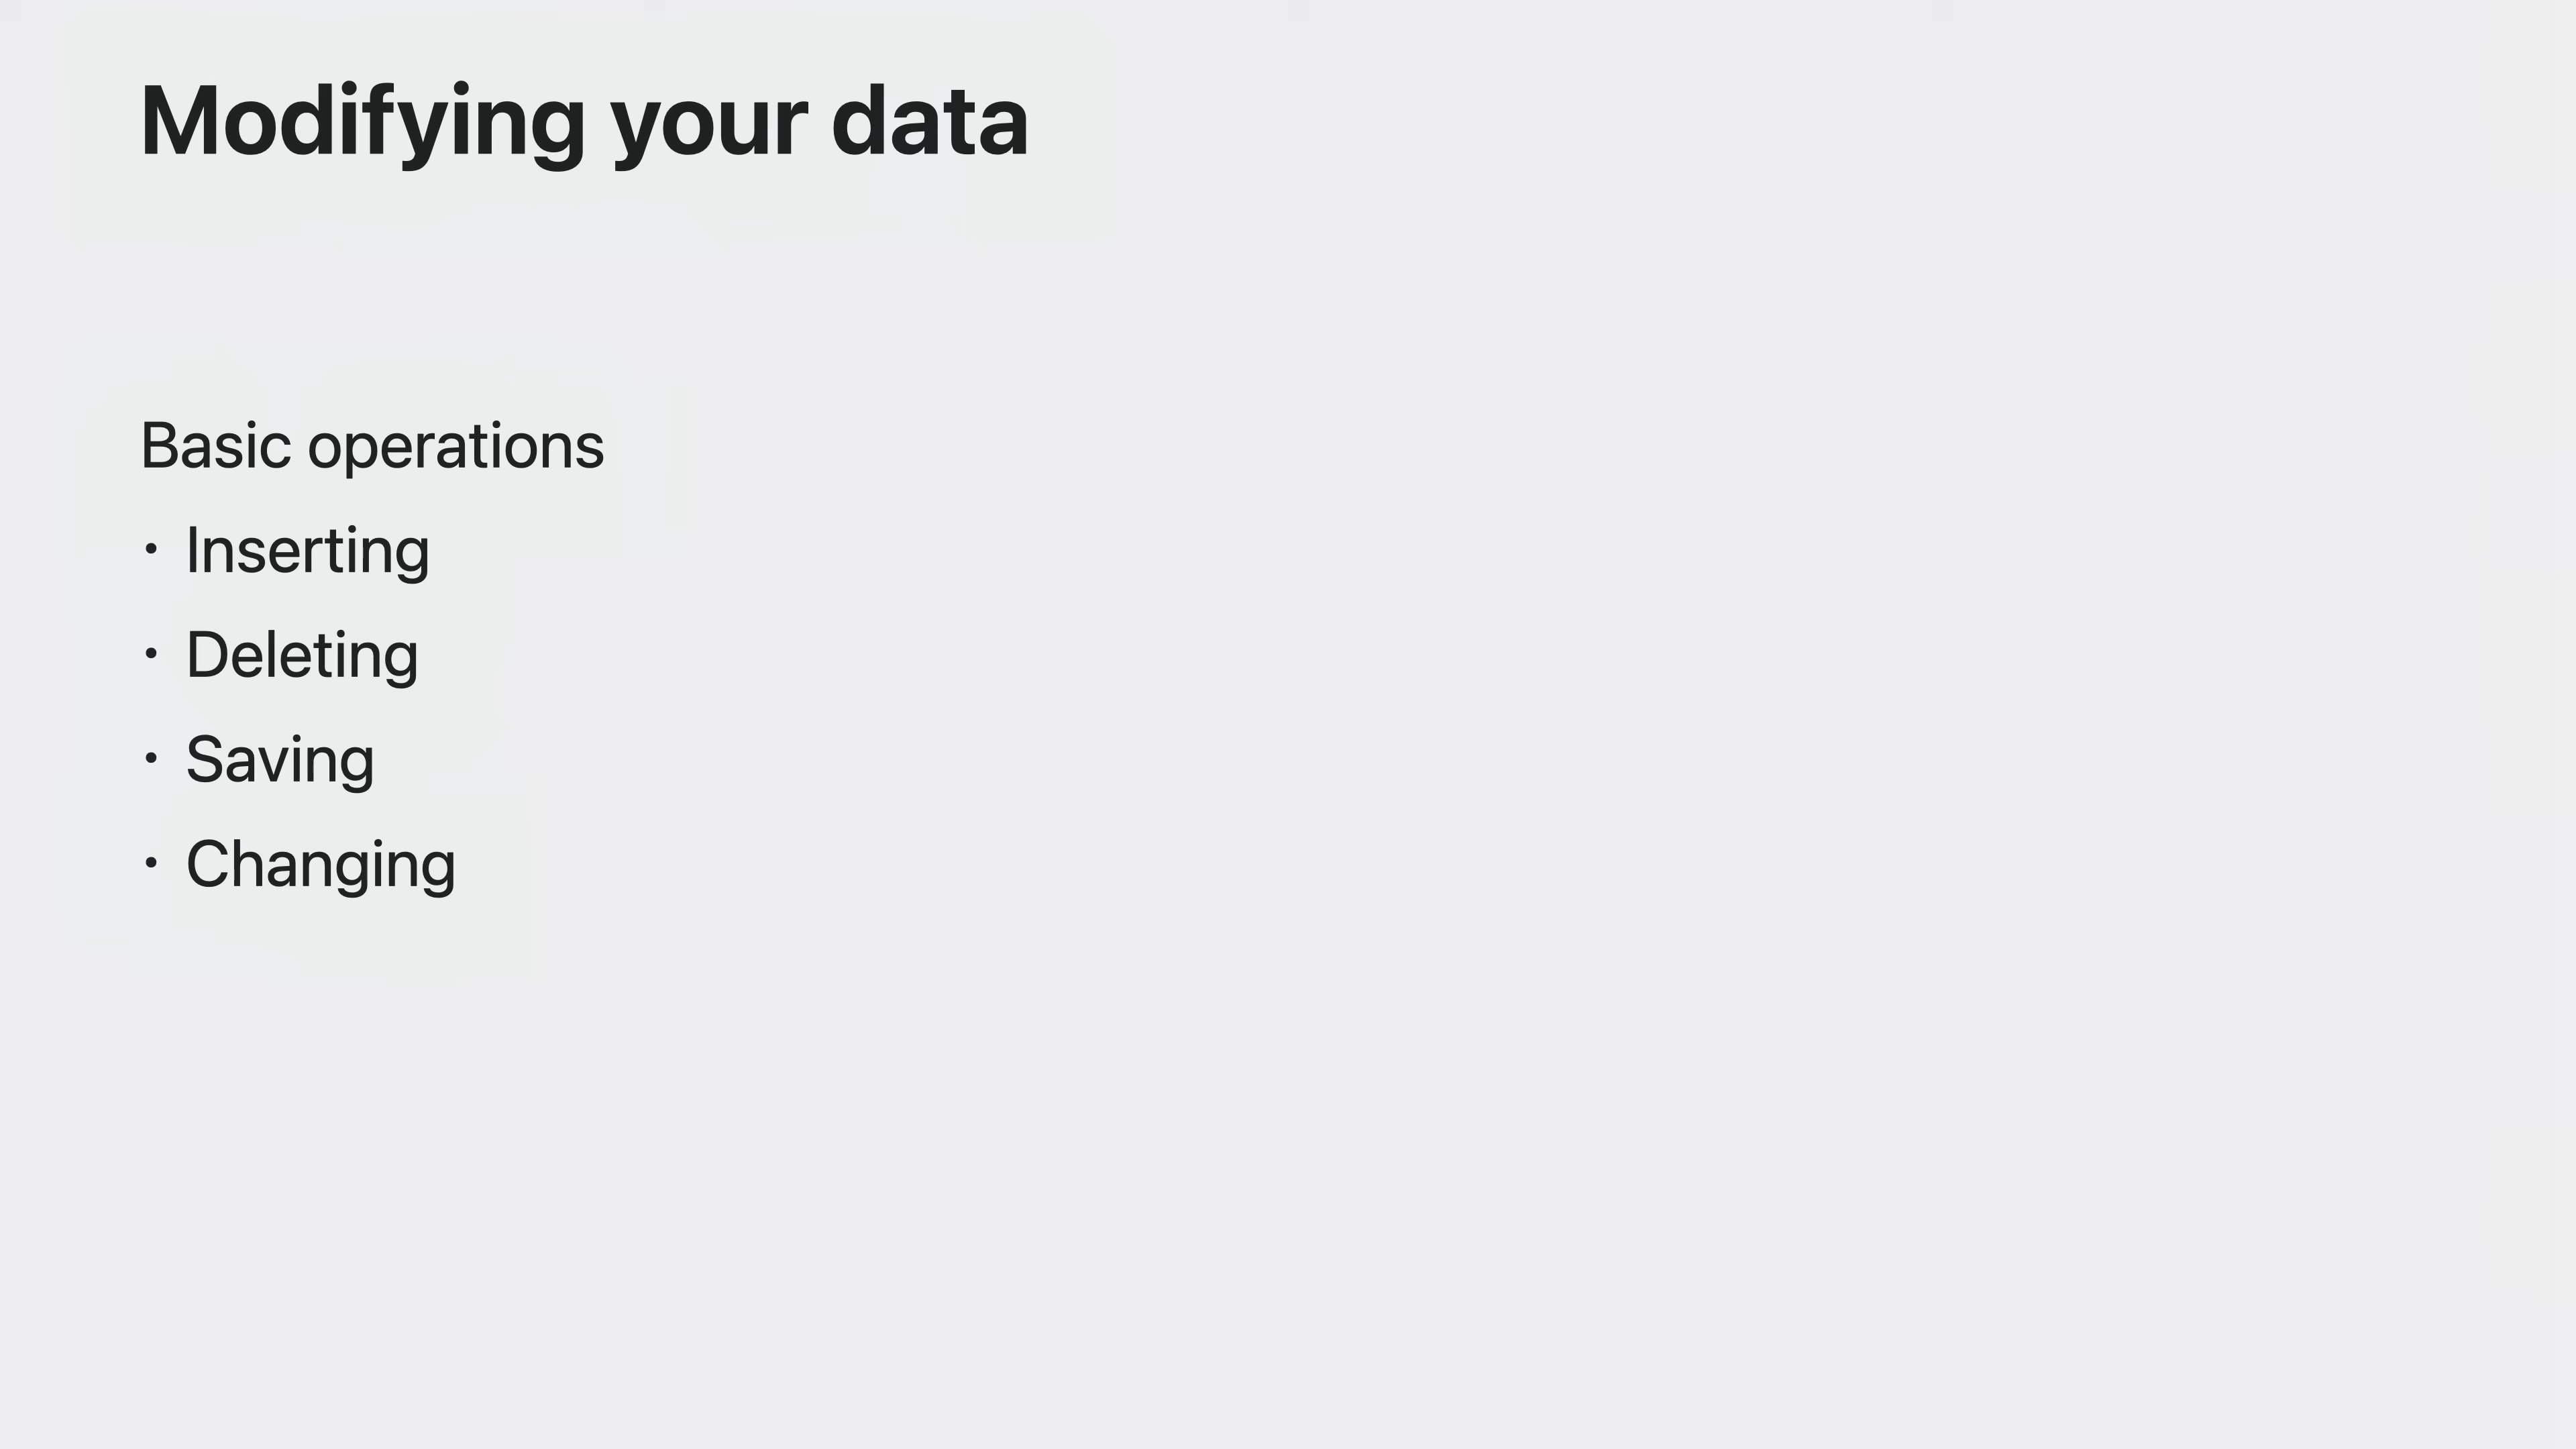 Modifying your data
Basic operations
• Inserting
• Deleting
• Saving
• Changing